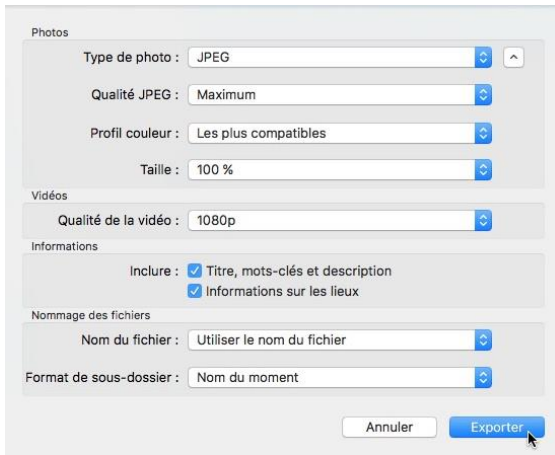 Photos
Type de photo : JPEG
Qualité JPEG : Maximum
Profil couleur : Les plus compatibles
Taille : 100 %
Vidéos
Qualité de la vidéo : 1080p
Informations
Inclure : Titre, mots-clés et description
Informations sur les lieux
Nommage des fichiers
Nom du fichier : Utiliser le nom du fichier
Format de sous-dossier : Nom du moment
Annuler Exporter